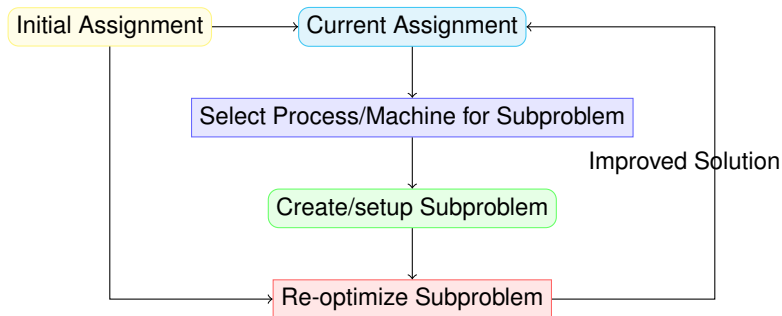 Initial Assignment
Current Assignment
Select Process/Machine for Subproblem
Improved Solution
Create/setup Subproblem
Re-optimize Subproblem